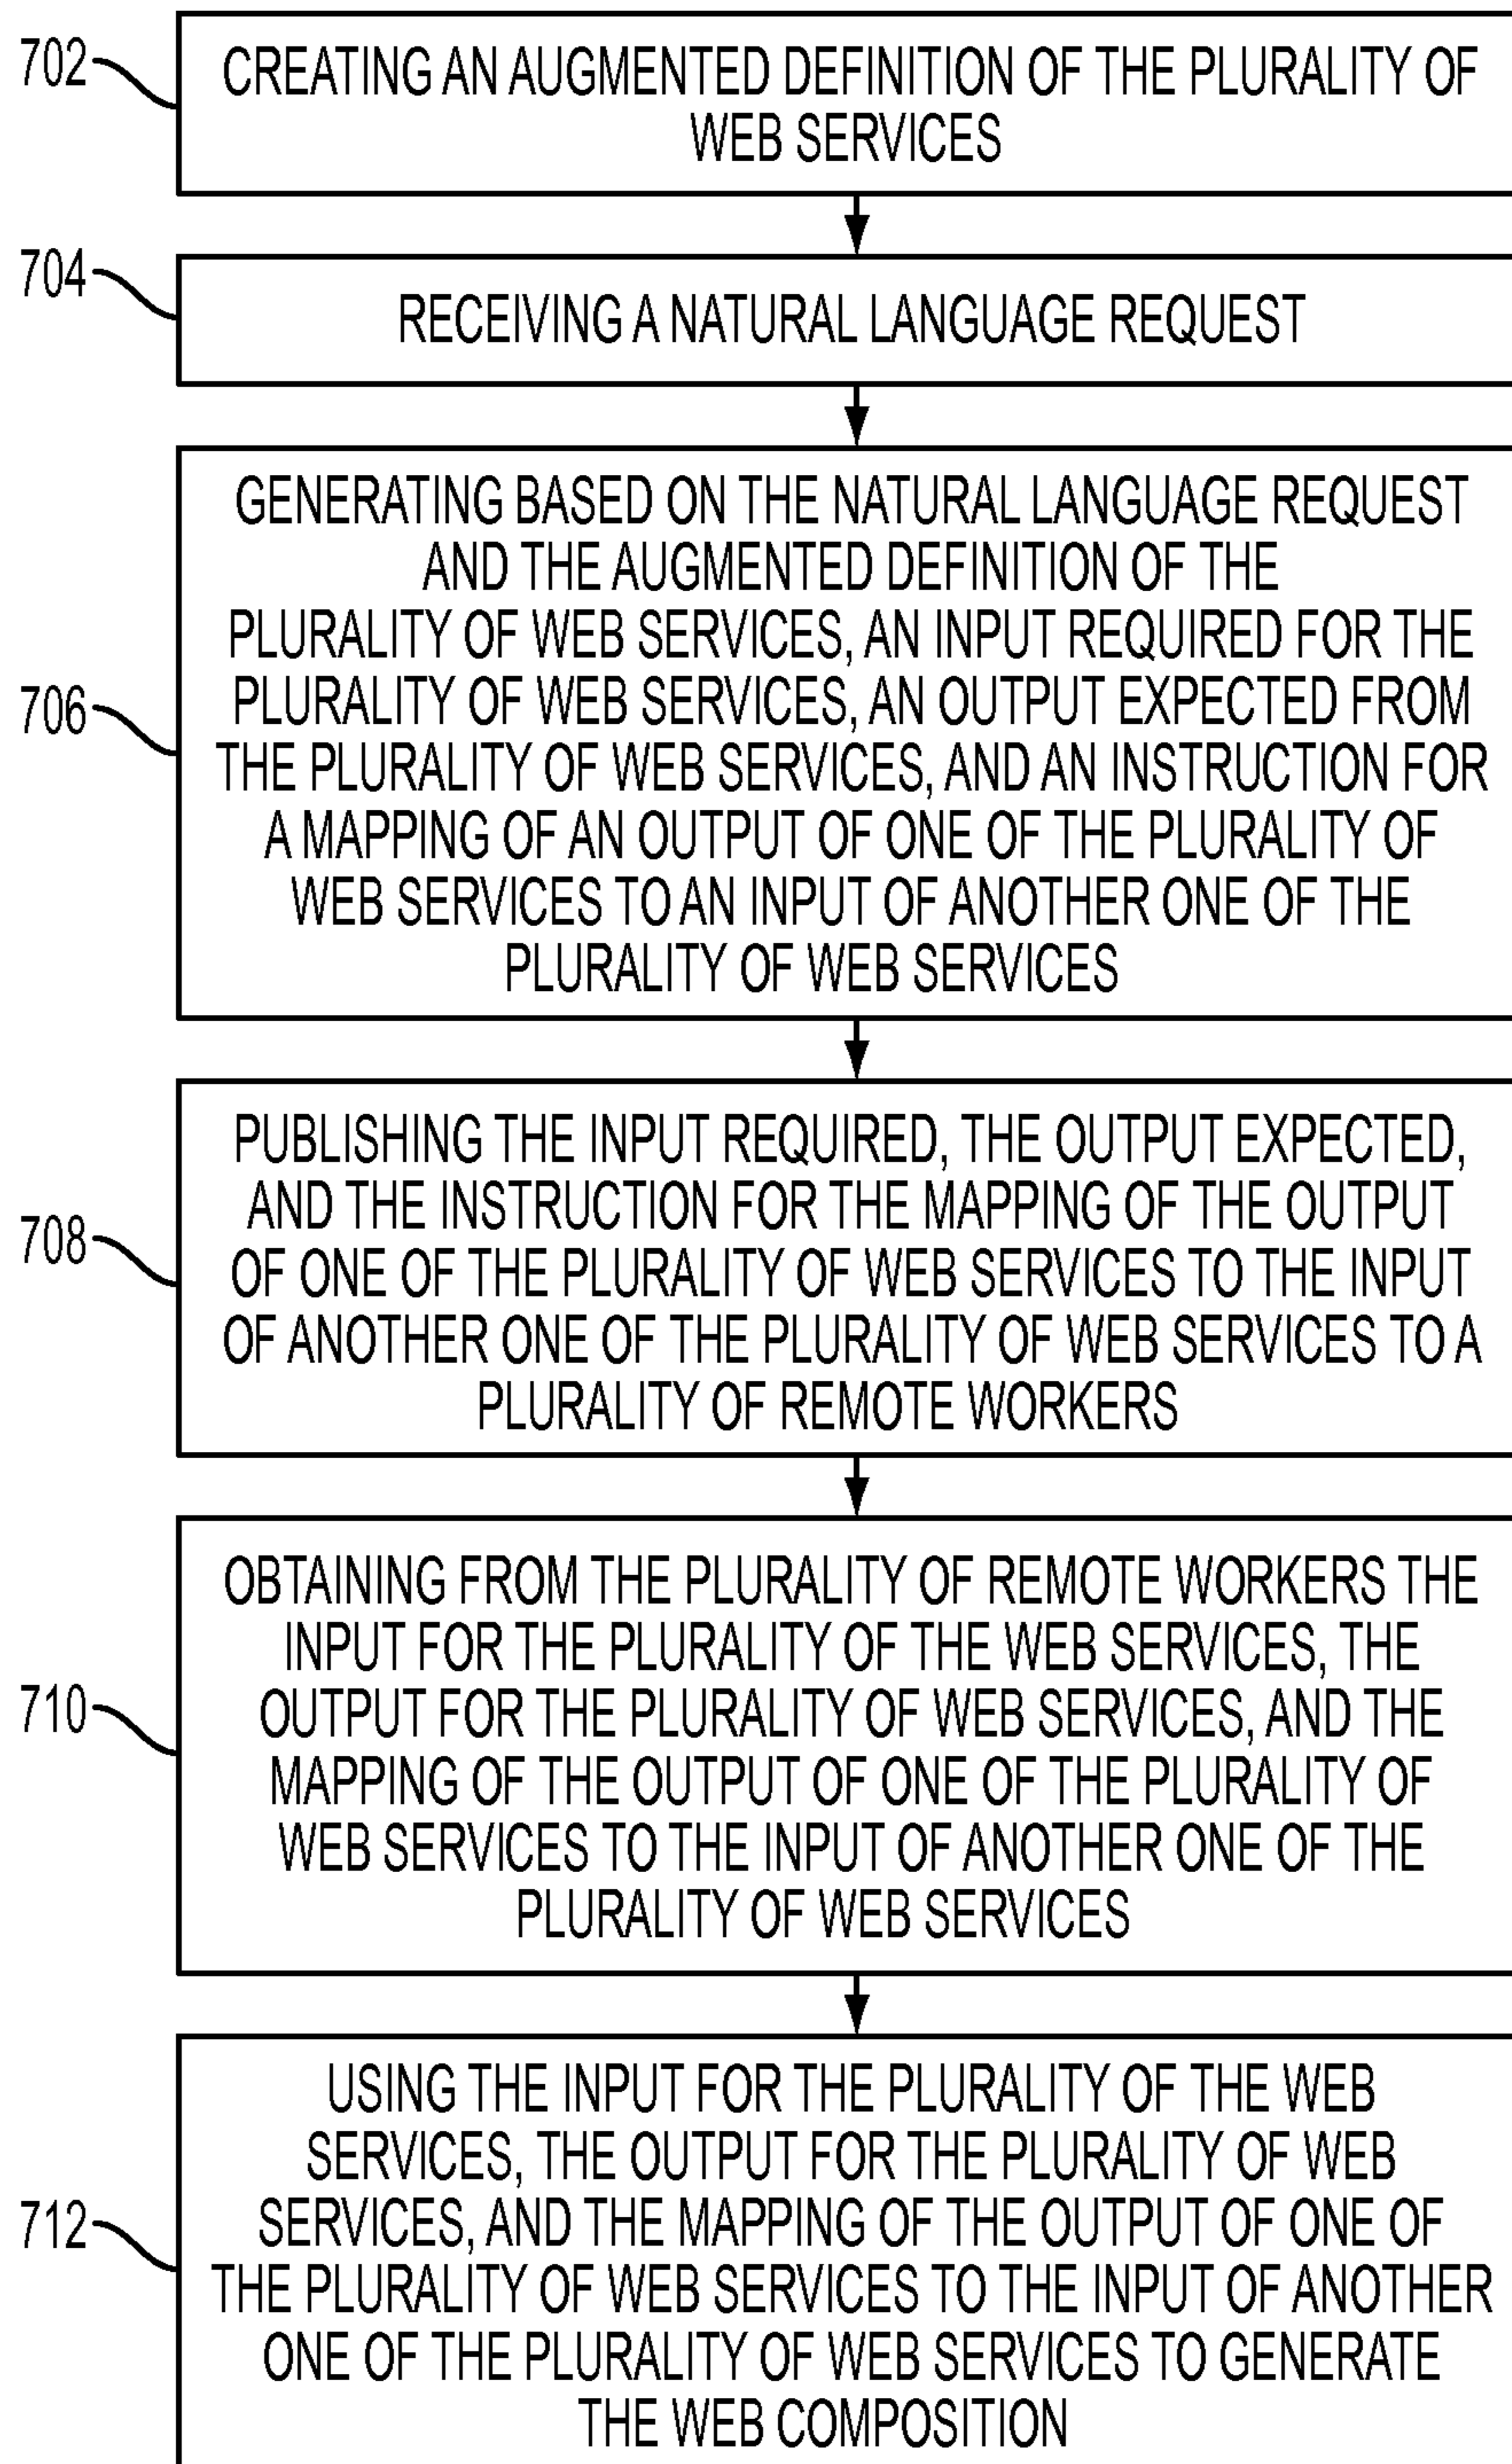 702
CREATING AN AUGMENTED DEFINITION OF THE PLURALITY OF
WEB SERVICES
704
RECEIVING A NATURAL LANGUAGE REQUEST
706
GENERATING BASED ON THE NATURAL LANGUAGE REQUEST
AND THE AUGMENTED DEFINITION OF THE
PLURALITY OF WEB SERVICES, AN INPUT REQUIRED FOR THE
PLURALITY OF WEB SERVICES, AN OUTPUT EXPECTED FROM
THE PLURALITY OF WEB SERVICES, AND AN INSTRUCTION FOR
A MAPPING OF AN OUTPUT OF ONE OF THE PLURALITY OF
WEB SERVICES TO AN INPUT OF ANOTHER ONE OF THE
PLURALITY OF WEB SERVICES
708
PUBLISHING THE INPUT REQUIRED, THE OUTPUT EXPECTED,
AND THE INSTRUCTION FOR THE MAPPING OF THE OUTPUT
OF ONE OF THE PLURALITY OF WEB SERVICES TO THE INPUT
OF ANOTHER ONE OF THE PLURALITY OF WEB SERVICES TO A
PLURALITY OF REMOTE WORKERS
710
OBTAINING FROM THE PLURALITY OF REMOTE WORKERS THE
INPUT FOR THE PLURALITY OF THE WEB SERVICES, THE
OUTPUT FOR THE PLURALITY OF WEB SERVICES, AND THE
MAPPING OF THE OUTPUT OF ONE OF THE PLURALITY OF
WEB SERVICES TO THE INPUT OF ANOTHER ONE OF THE
PLURALITY OF WEB SERVICES
712
USING THE INPUT FOR THE PLURALITY OF THE WEB
SERVICES, THE OUTPUT FOR THE PLURALITY OF WEB
SERVICES, AND THE MAPPING OF THE OUTPUT OF ONE OF
THE PLURALITY OF WEB SERVICES TO THE INPUT OF ANOTHER
ONE OF THE PLURALITY OF WEB SERVICES TO GENERATE
THE WEB COMPOSITION